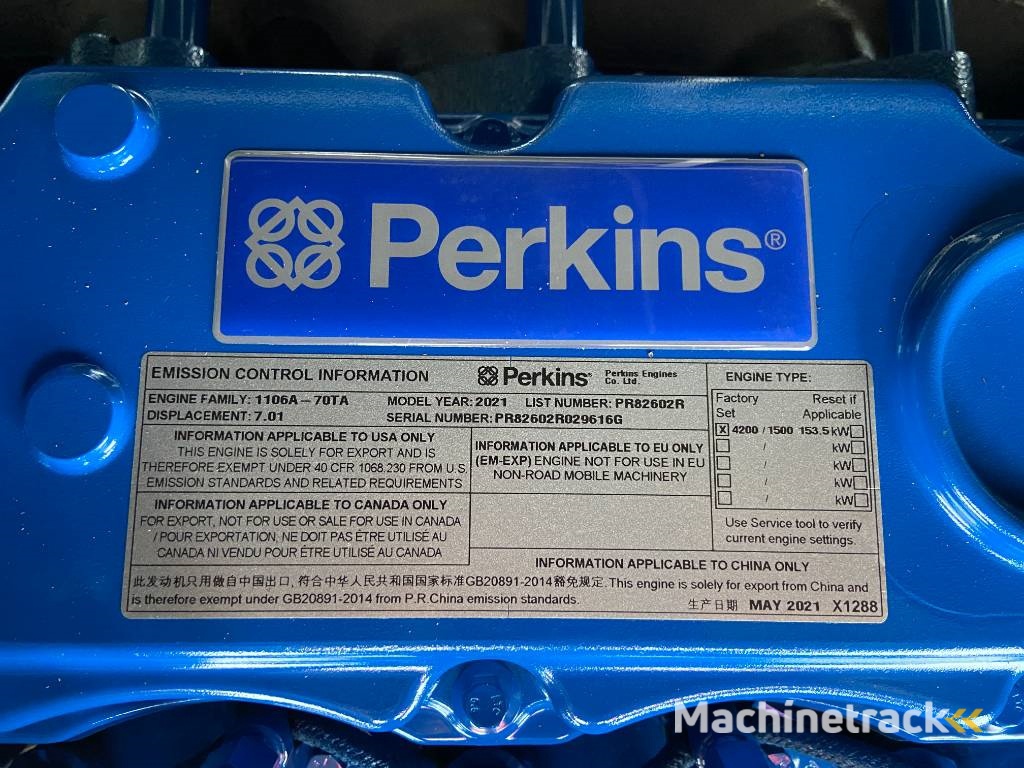 Perkins®
EMISSION CONTROL INFORMATION
Perkins®
Perkins Engines
Co. Ltd.
ENGINE FAMILY: 1106A-70TA MODEL YEAR: 2021 LIST NUMBER: PR82602R
DISPLACEMENT: 7.01 SERIAL NUMBER: PR82602R029616G
INFORMATION APPLICABLE TO USA ONLY
THIS ENGINE IS SOLELY FOR EXPORT AND IS
THEREFORE EXEMPT UNDER 40 CFR 1068.230 FROM U.S.
EMISSION STANDARDS AND RELATED REQUIREMENTS
INFORMATION APPLICABLE TO CANADA ONLY
FOR EXPORT, NOT FOR USE OR SALE FOR USE IN CANADA
/ POUR EXPORTATION, NE DOIT PAS ÊTRE UTILISÉ AU
CANADA NI VENDU POUR ÊTRE UTILISÉ AU CANADA
INFORMATION APPLICABLE TO EU ONLY
(EM-EXP) ENGINE NOT FOR USE IN EU
NON-ROAD MOBILE MACHINERY
ENGINE TYPE:
Factory Reset if
Set Applicable
X 4200 / 1500 153.5 kW
/ kW
/ kW
/ kW
/ kW
Use Service tool to verify
current engine settings.
INFORMATION APPLICABLE TO CHINA ONLY
此发动机只用做自中国出口, 符合中华人民共和国国家标准GB20891-2014豁免规定. This engine is solely for export from China and
is therefore exempt under GB20891-2014 from P.R.China emission standards.
生产日期 MAY 2021 X1288
Machinetrack